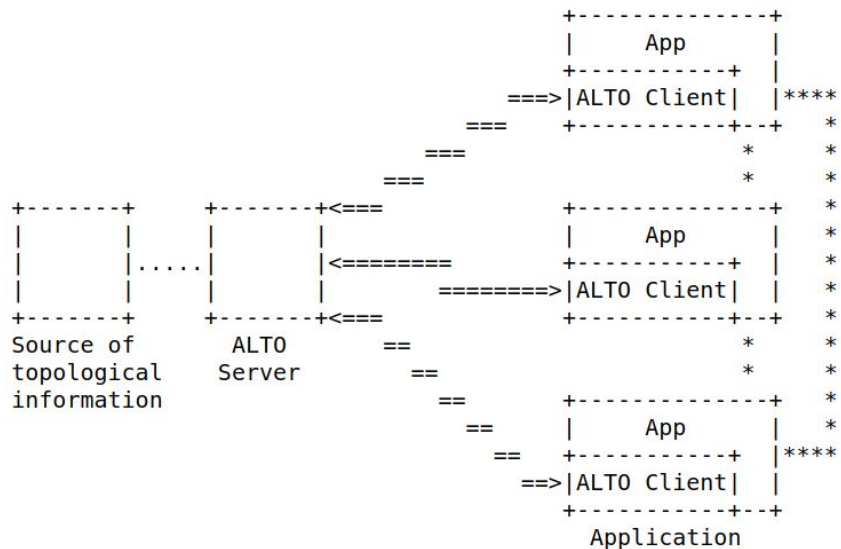 +--------------+
|     App      |
+-----------+  |
===>|ALTO Client|  |****
===    +-----------+--+   *
===                    *     *
===                       *     *
+-------+     +-------+<===             +--------------+   *
|       |     |       |                 |     App      |   *
|       |.....|       |<========        +-----------+  |   *
|       |     |       |        ========>|ALTO Client|  |   *
+-------+     +-------+<===             +-----------+--+   *
Source of       ALTO       ==                        *     *
topological    Server        ==                      *     *
information                    ==       +--------------+   *
==     |     App      |   *
==   +-----------+  |****
==>|ALTO Client|  |
+-----------+--+
Application